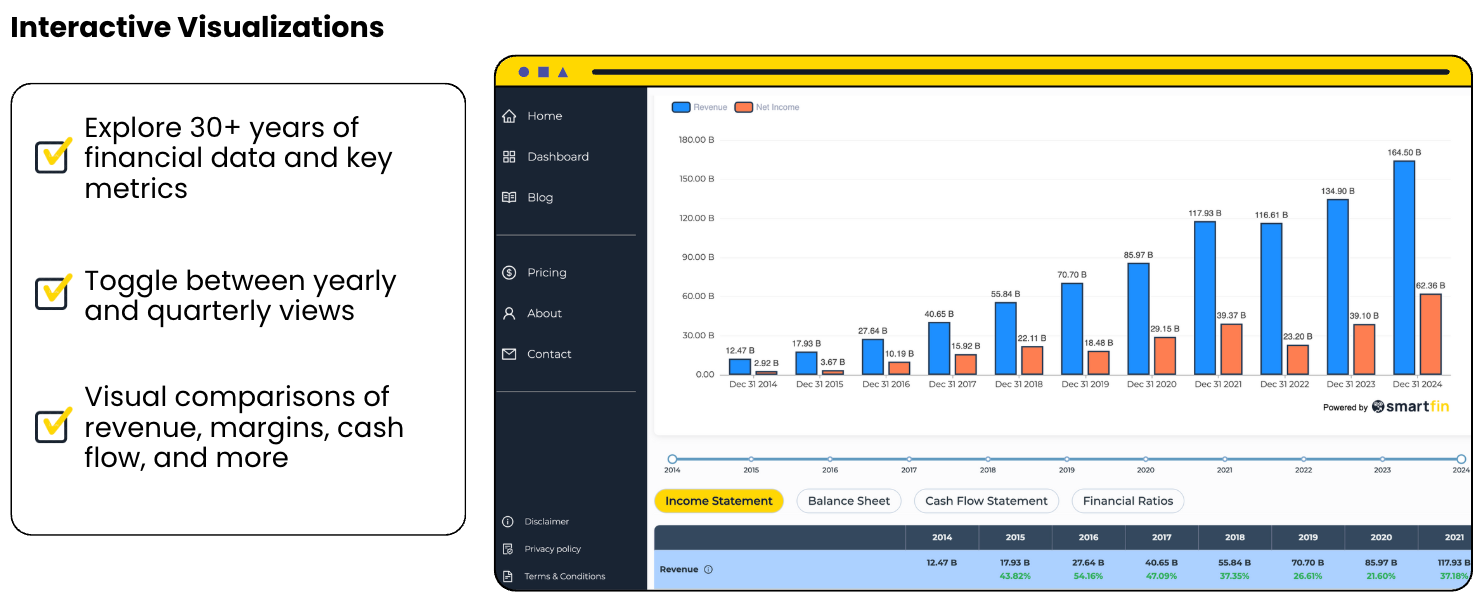 Interactive Visualizations
Explore 30+ years of
financial data and key
metrics
Toggle between yearly
and quarterly views
Visual comparisons of
revenue, margins, cash
flow, and more
Home
Dashboard
Blog
Pricing
About
Contact
Disclaimer
Privacy policy
Terms & Conditions
Revenue Net Income
180.00 B
150.00 B
120.00 B
90.00 B
60.00 B
30.00 B
0.00
12.47 B 2.92 B
17.93 B 3.67 B
27.64 B 10.19 B
40.65 B 15.92 B
55.84 B 22.11 B
70.70 B 18.48 B
85.97 B 29.15 B
117.93 B 39.37 B
116.61 B 23.20 B
134.90 B 39.10 B
164.50 B 62.36 B
Dec 31 2014 Dec 31 2015 Dec 31 2016 Dec 31 2017 Dec 31 2018 Dec 31 2019 Dec 31 2020 Dec 31 2021 Dec 31 2022 Dec 31 2023 Dec 31 2024
Powered by smartfin
2014 2015 2016 2017 2018 2019 2020 2021 2022 2023 2024
Income Statement Balance Sheet Cash Flow Statement Financial Ratios
2014 2015 2016 2017 2018 2019 2020 2021
Revenue 12.47 B 17.93 B 27.64 B 40.65 B 55.84 B 70.70 B 85.97 B 117.93 B
43.82% 54.16% 47.09% 37.35% 26.61% 21.60% 37.18%